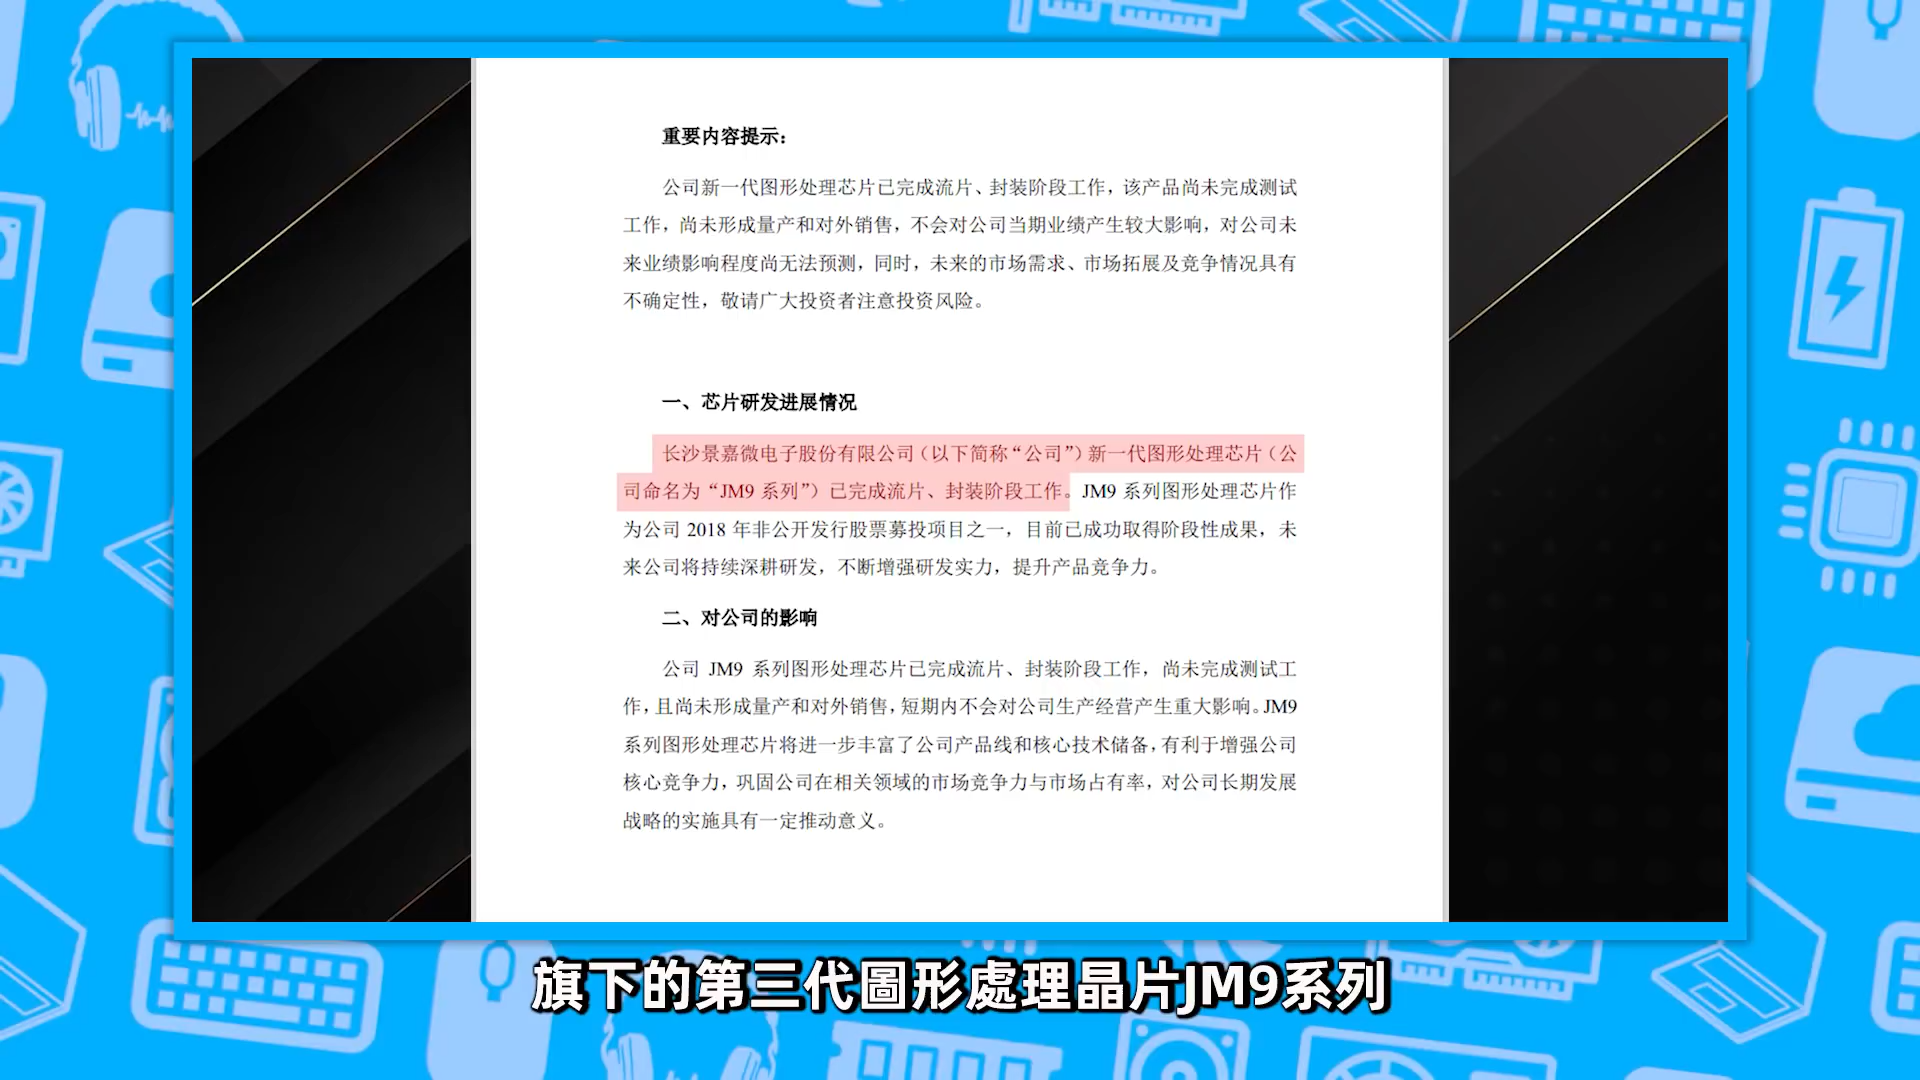 重要内容提示：
公司新一代图形处理芯片已完成流片、封装阶段工作，该产品尚未完成测试
工作，尚未形成量产和对外销售，不会对公司当期业绩产生较大影响，对公司未
来业绩影响程度尚无法预测，同时，未来的市场需求、市场拓展及竞争情况具有
不确定性，敬请广大投资者注意投资风险。
一、芯片研发进展情况
长沙景嘉微电子股份有限公司（以下简称“公司”）新一代图形处理芯片（公
司命名为“JM9 系列”）已完成流片、封装阶段工作。JM9 系列图形处理芯片作
为公司 2018 年非公开发行股票募投项目之一，目前已成功取得阶段性成果，未
来公司将持续深耕研发，不断增强研发实力，提升产品竞争力。
二、对公司的影响
公司 JM9 系列图形处理芯片已完成流片、封装阶段工作，尚未完成测试工
作，且尚未形成量产和对外销售，短期内不会对公司生产经营产生重大影响。JM9
系列图形处理芯片将进一步丰富了公司产品线和核心技术储备，有利于增强公司
核心竞争力，巩固公司在相关领域的市场竞争力与市场占有率，对公司长期发展
战略的实施具有一定推动意义。
旗下的第三代圖形處理晶片JM9系列